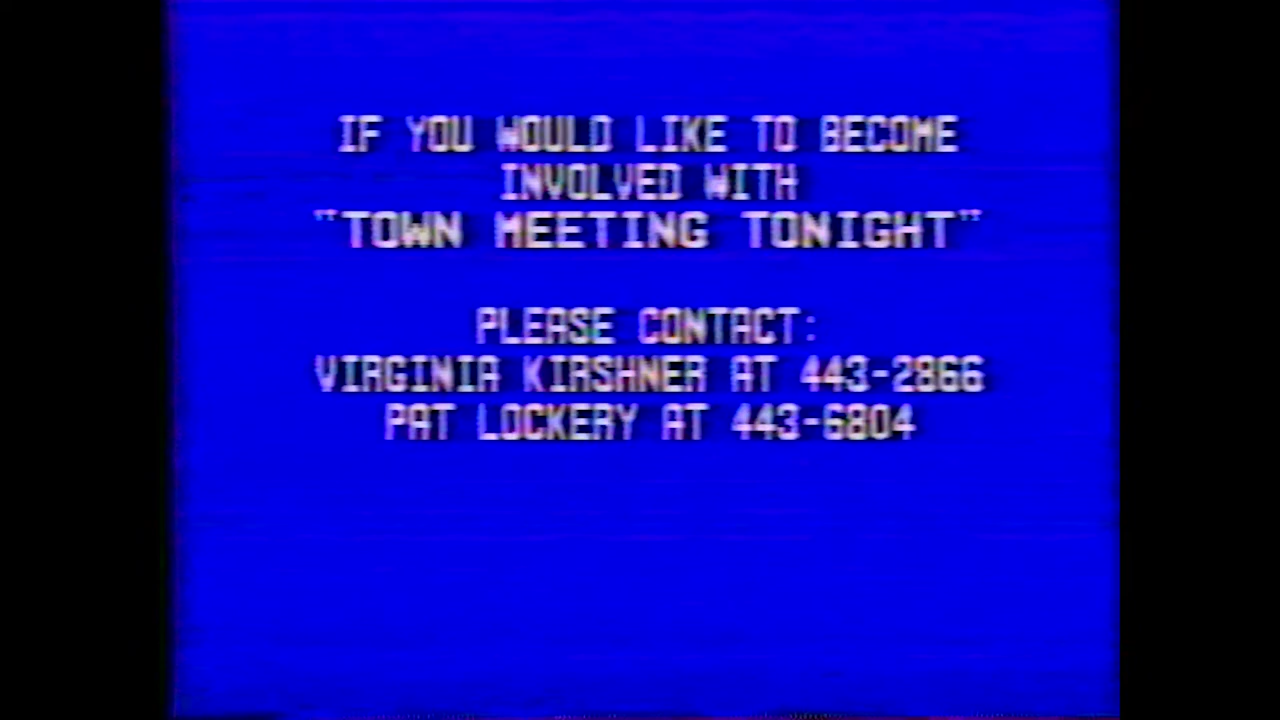 IF YOU WOULD LIKE TO BECOME
INVOLVED WITH
"TOWN MEETING TONIGHT"
PLEASE CONTACT:
VIRGINIA KIRSHNER AT 443-2866
PAT LOCKERY AT 443-6804